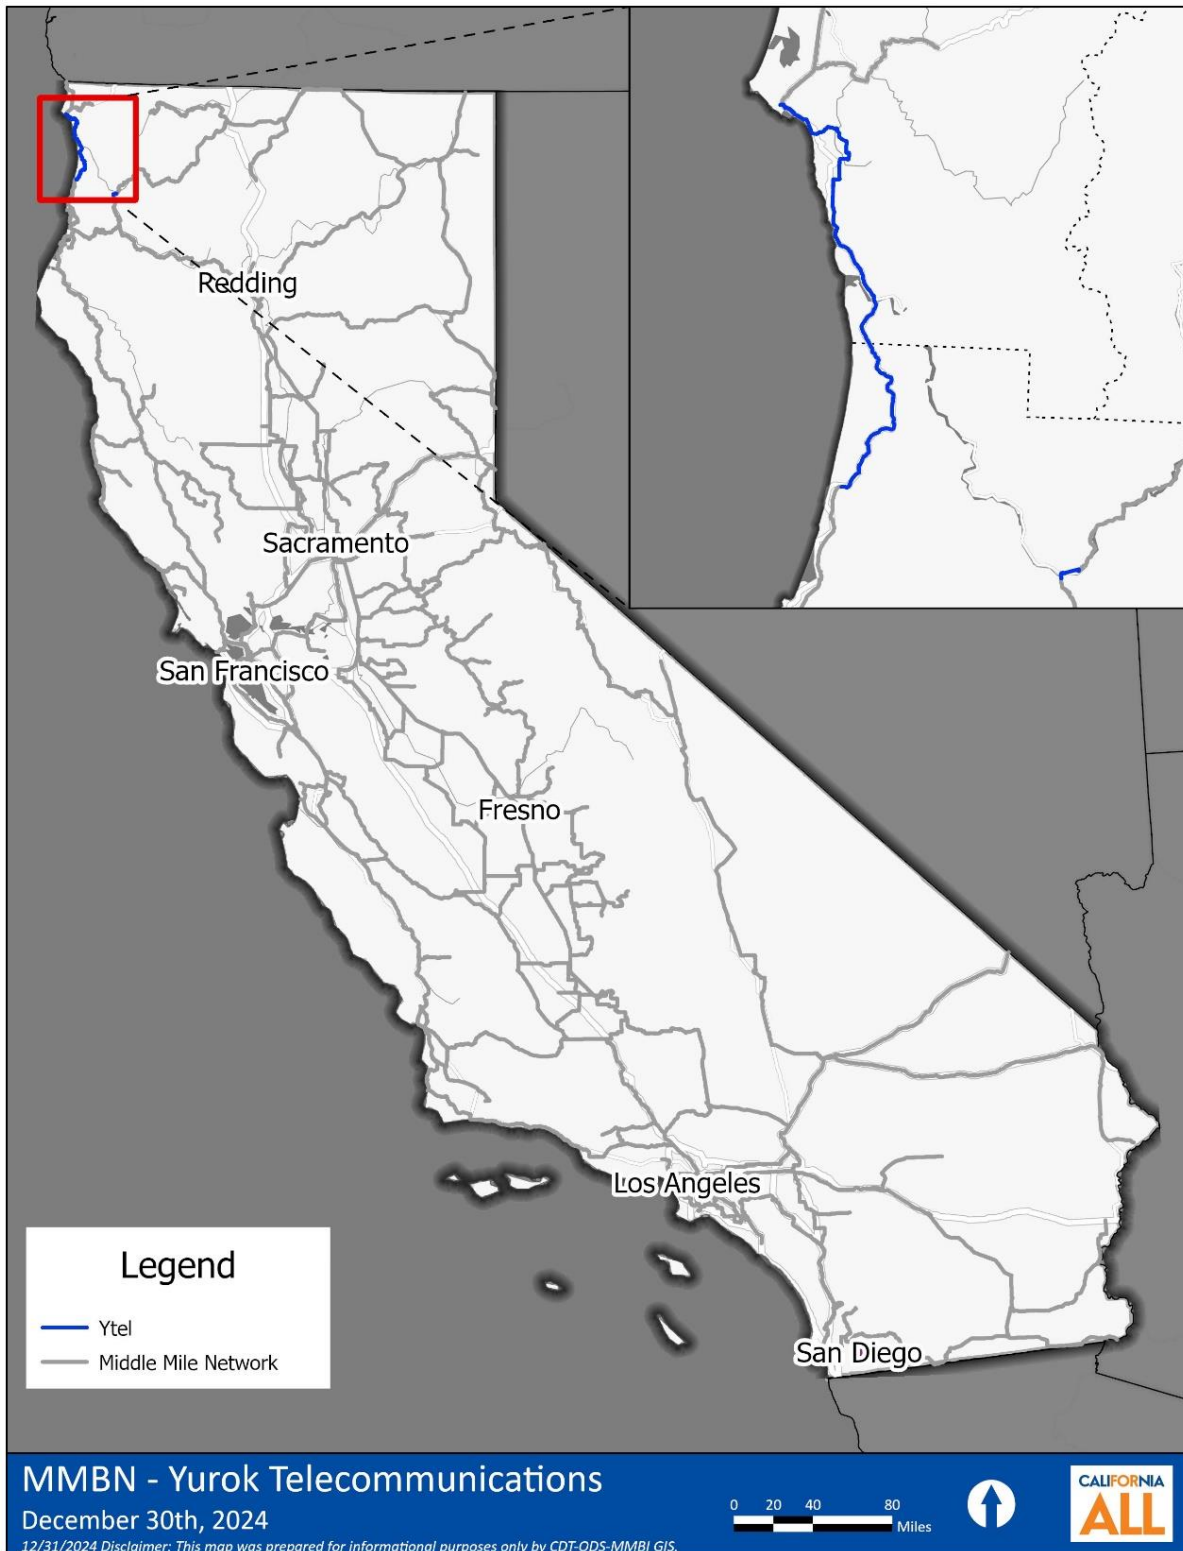 Redding
Sacramento
San Francisco
Fresno
Los Angeles
San Diego
Legend
Ytel
Middle Mile Network
MMBN - Yurok Telecommunications
December 30th, 2024
12/31/2024 Disclaimer: This map was prepared for informational purposes only by CDT-ODS-MMBI GIS.
0 20 40 80
Miles
CALIFORNIA
ALL